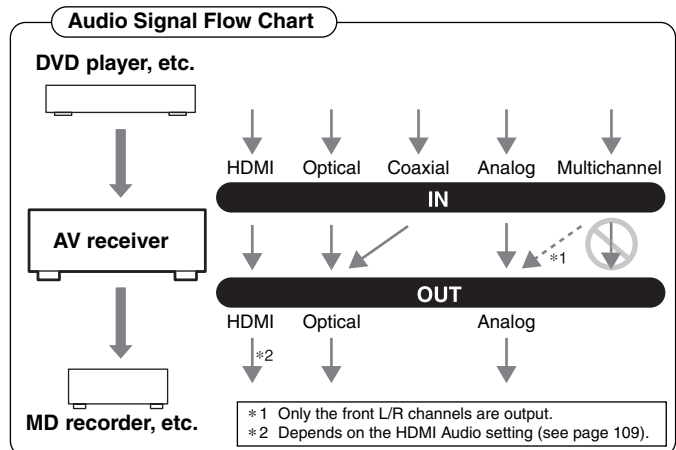 Audio Signal Flow Chart
DVD player, etc.
HDMI Optical Coaxial Analog Multichannel
IN
AV receiver
*1
OUT
HDMI Optical Analog
*2
MD recorder, etc.
*1 Only the front L/R channels are output.
*2 Depends on the HDMI Audio setting (see page 109).